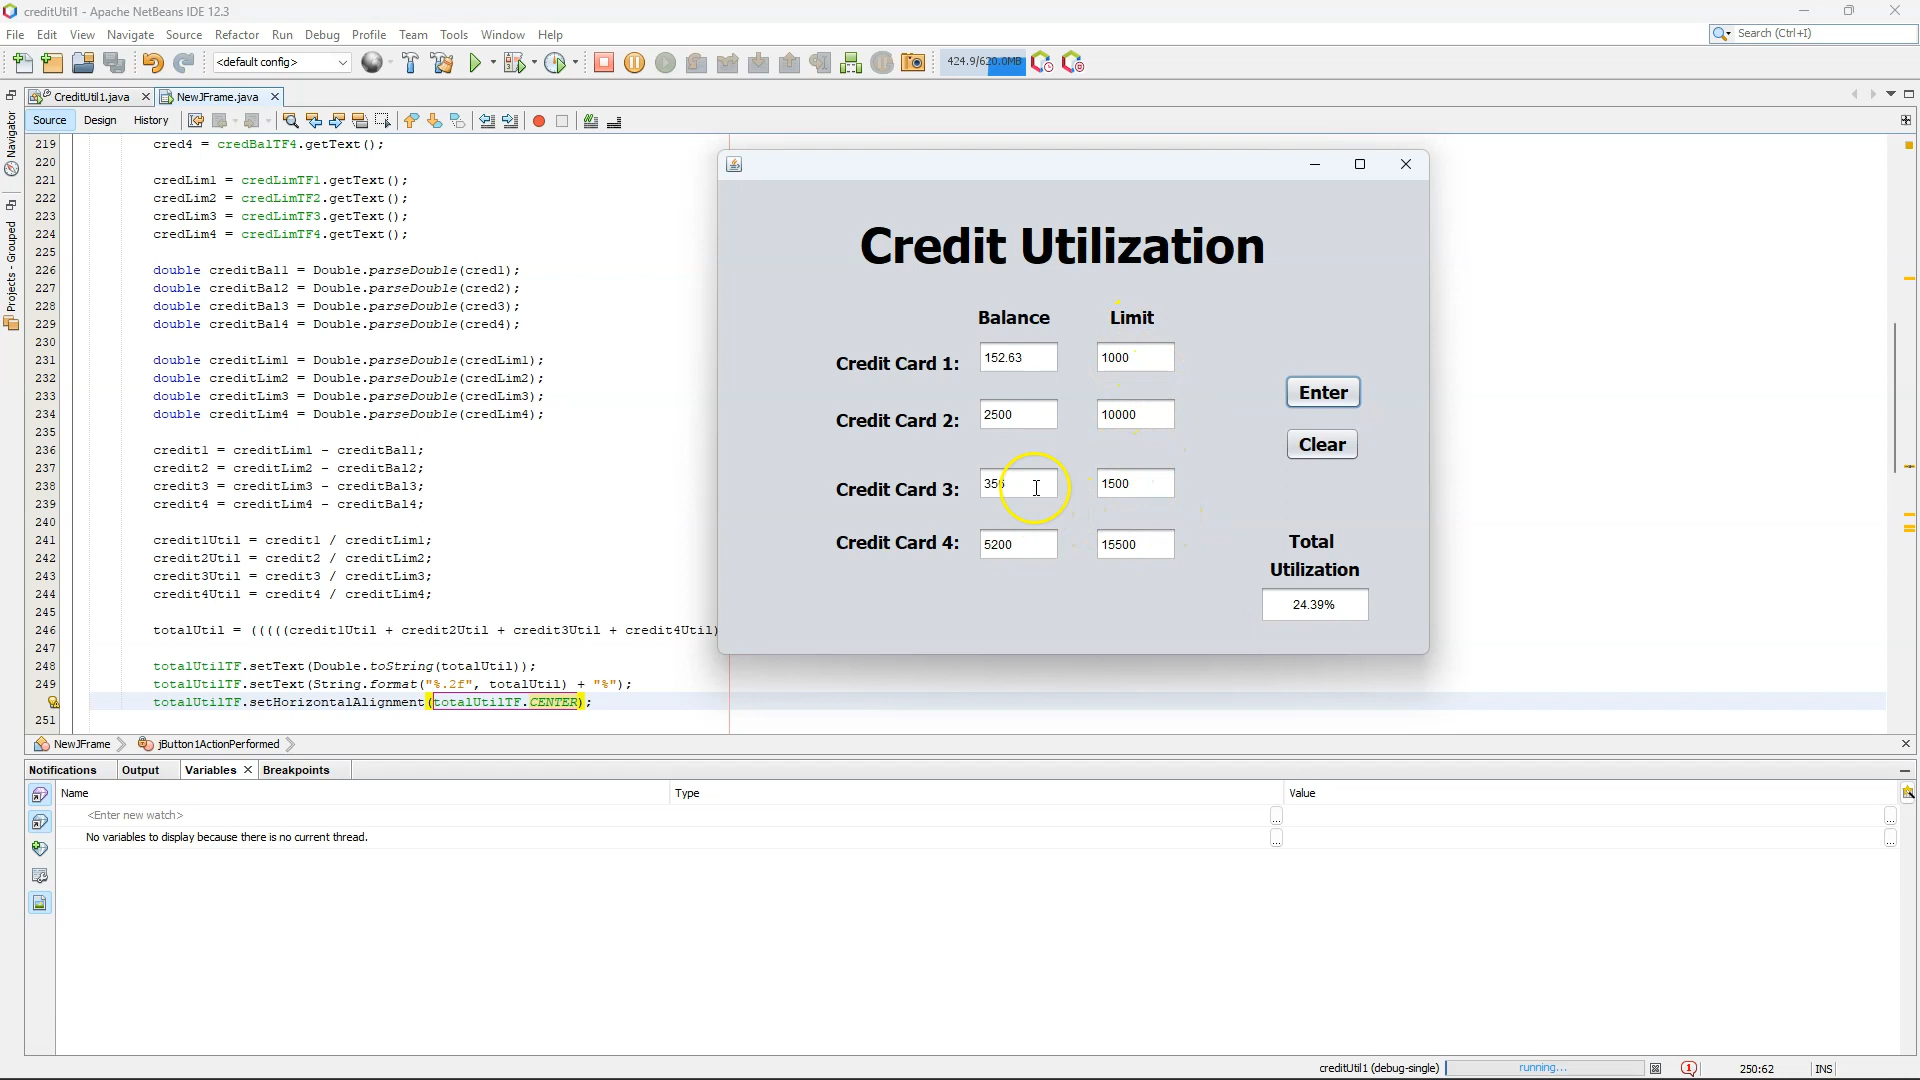 creditUtil1 - Apache NetBeans IDE 12.3
File Edit View Navigate Source Refactor Run Debug Profile Team Tools Window Help
Search (Ctrl+I)
<default config>
424.9/620.0MB
CreditUtil1.java
NewJFrame.java
Source Design History
Navigator
Projects - Grouped
219 cred4 = credBalTF4.getText();
220
221 credLim1 = credLimTF1.getText();
222 credLim2 = credLimTF2.getText();
223 credLim3 = credLimTF3.getText();
224 credLim4 = credLimTF4.getText();
225
226 double creditBal1 = Double.parseDouble(cred1);
227 double creditBal2 = Double.parseDouble(cred2);
228 double creditBal3 = Double.parseDouble(cred3);
229 double creditBal4 = Double.parseDouble(cred4);
230
231 double creditLim1 = Double.parseDouble(credLim1);
232 double creditLim2 = Double.parseDouble(credLim2);
233 double creditLim3 = Double.parseDouble(credLim3);
234 double creditLim4 = Double.parseDouble(credLim4);
235
236 credit1 = creditLim1 - creditBal1;
237 credit2 = creditLim2 - creditBal2;
238 credit3 = creditLim3 - creditBal3;
239 credit4 = creditLim4 - creditBal4;
240
241 credit1Util = credit1 / creditLim1;
242 credit2Util = credit2 / creditLim2;
243 credit3Util = credit3 / creditLim3;
244 credit4Util = credit4 / creditLim4;
245
246 totalUtil = (((((credit1Util + credit2Util + credit3Util + credit4Util)
247
248 totalUtilTF.setText(Double.toString(totalUtil));
249 totalUtilTF.setText(String.format("%.2f", totalUtil) + "%");
totalUtilTF.setHorizontalAlignment(totalUtilTF.CENTER);
251
Credit Utilization
Balance Limit
Credit Card 1: 152.63 1000
Credit Card 2: 2500 10000
Credit Card 3: 356 1500
Credit Card 4: 5200 15500
Enter
Clear
Total
Utilization
24.39%
NewJFrame jButton1ActionPerformed
Notifications Output Variables Breakpoints
Name Type Value
<Enter new watch>
...
...
No variables to display because there is no current thread.
...
...
creditUtil1 (debug-single) running... 1 250:62 INS